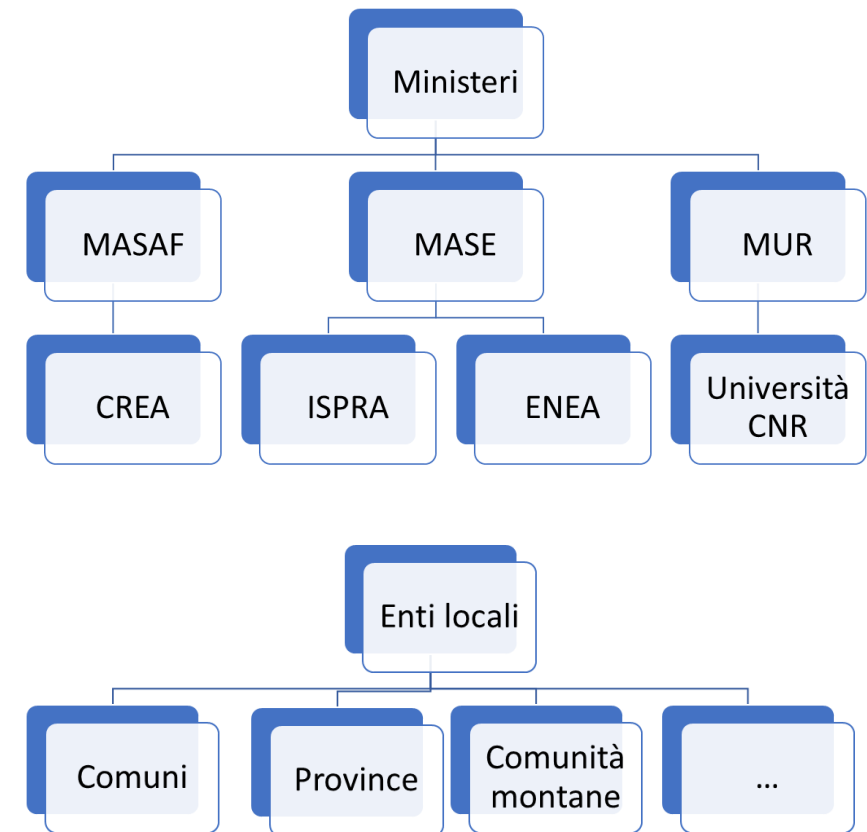 Ministeri
MASAF
MASE
MUR
CREA
ISPRA
ENEA
Università
CNR
Enti locali
Comuni
Province
Comunità
montane
...